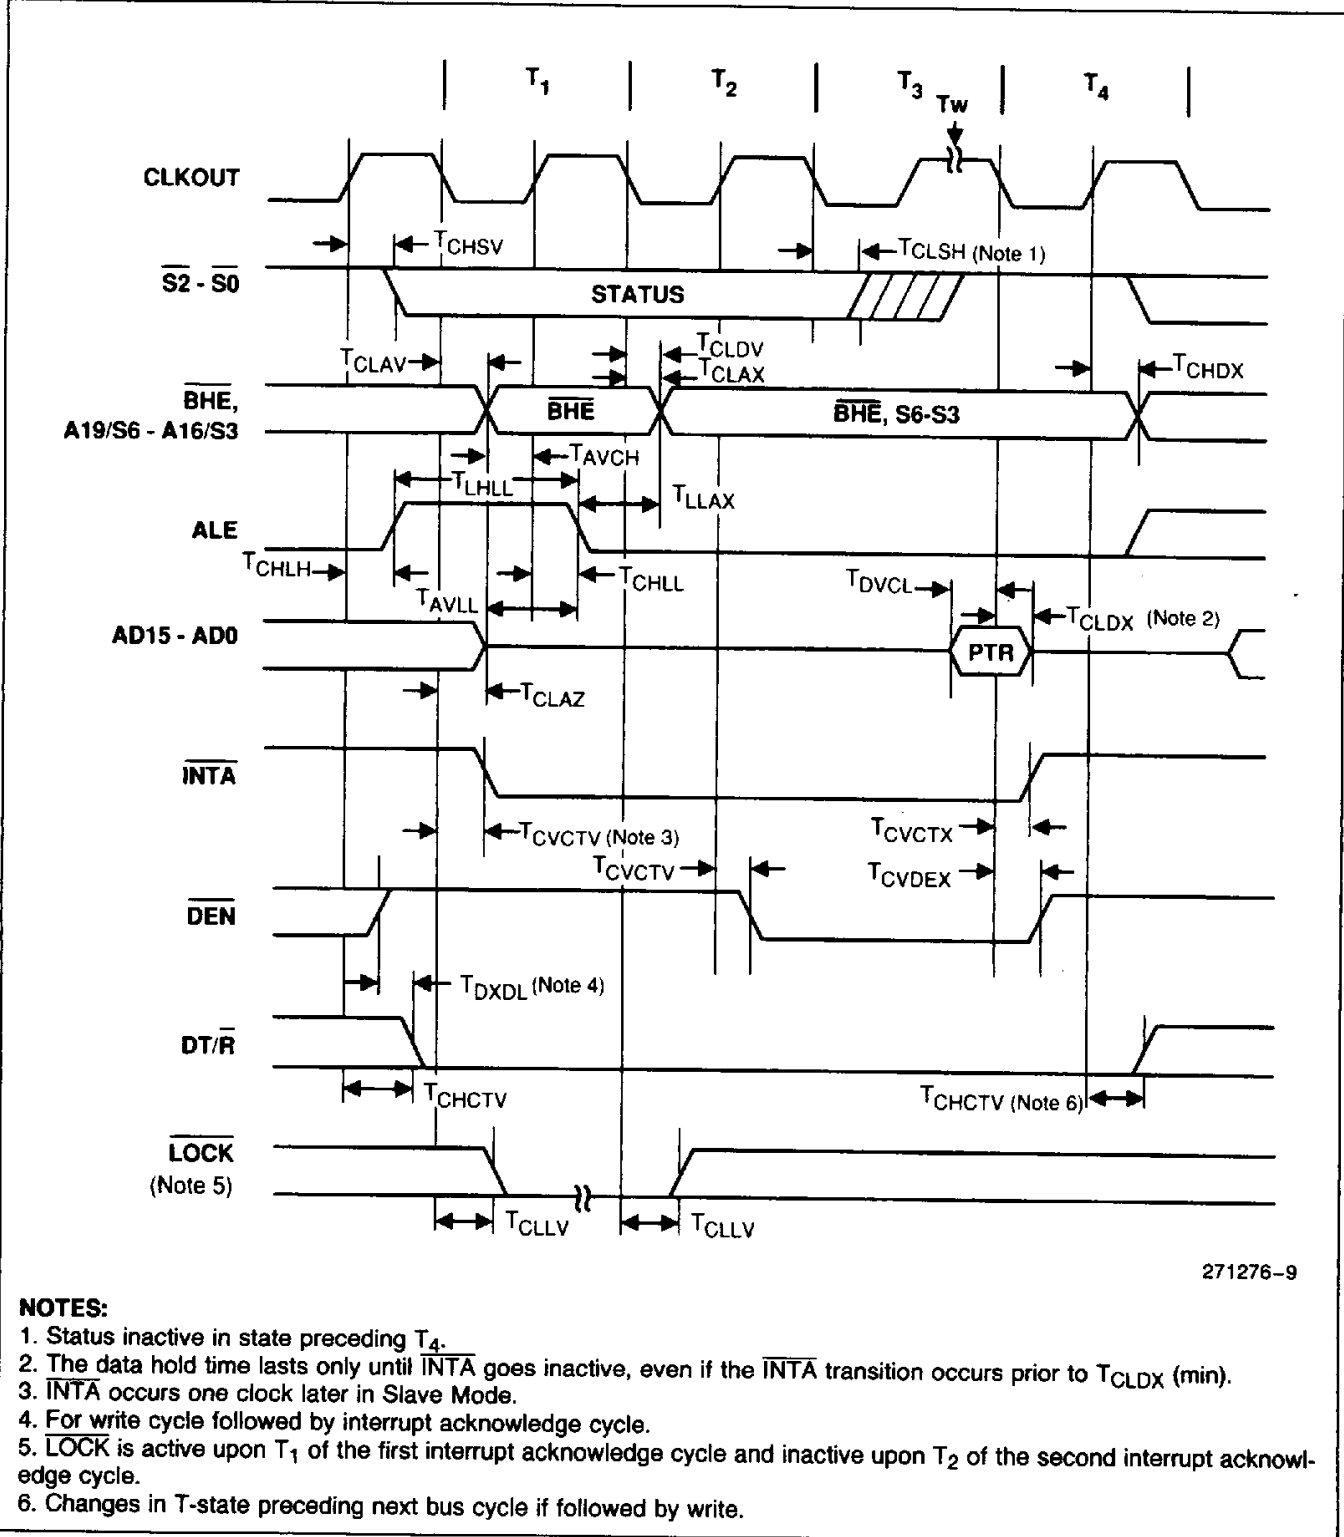 T1 T2 T3 T4
Tw
CLKOUT
TCHSV TCLSH (Note 1)
S2 - S0 STATUS
TCLAV TCLDV TCHDX
TCLAX
BHE, BHE BHE, S6-S3
A19/S6 - A16/S3
TAVCH
TLHLL TLLAX
ALE
TCHLH TCHLL TDVCL
TAVLL TCLDX (Note 2)
AD15 - AD0 PTR
TCLAZ
INTA
TCVCTV (Note 3) TCVCTX
TCVCTV TCVDEX
DEN
TDXDL (Note 4)
DT/R
TCHCTV TCHCTV (Note 6)
LOCK
(Note 5)
TCLLV TCLLV
271276–9
NOTES:
1. Status inactive in state preceding T4.
2. The data hold time lasts only until INTA goes inactive, even if the INTA transition occurs prior to TCLDX (min).
3. INTA occurs one clock later in Slave Mode.
4. For write cycle followed by interrupt acknowledge cycle.
5. LOCK is active upon T1 of the first interrupt acknowledge cycle and inactive upon T2 of the second interrupt acknowl-
edge cycle.
6. Changes in T-state preceding next bus cycle if followed by write.